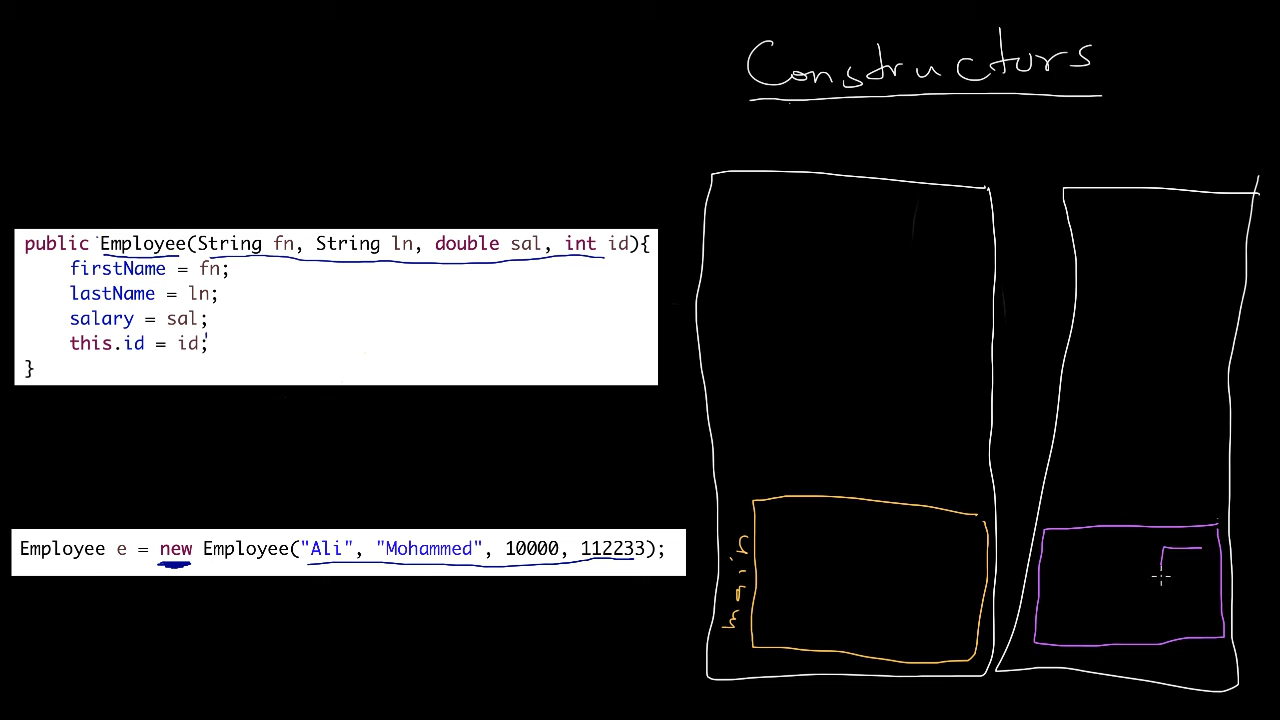 Constructors
public Employee(String fn, String ln, double sal, int id){
firstName = fn;
lastName = ln;
salary = sal;
this.id = id;
}
Employee e = new Employee("Ali", "Mohammed", 10000, 112233);
main